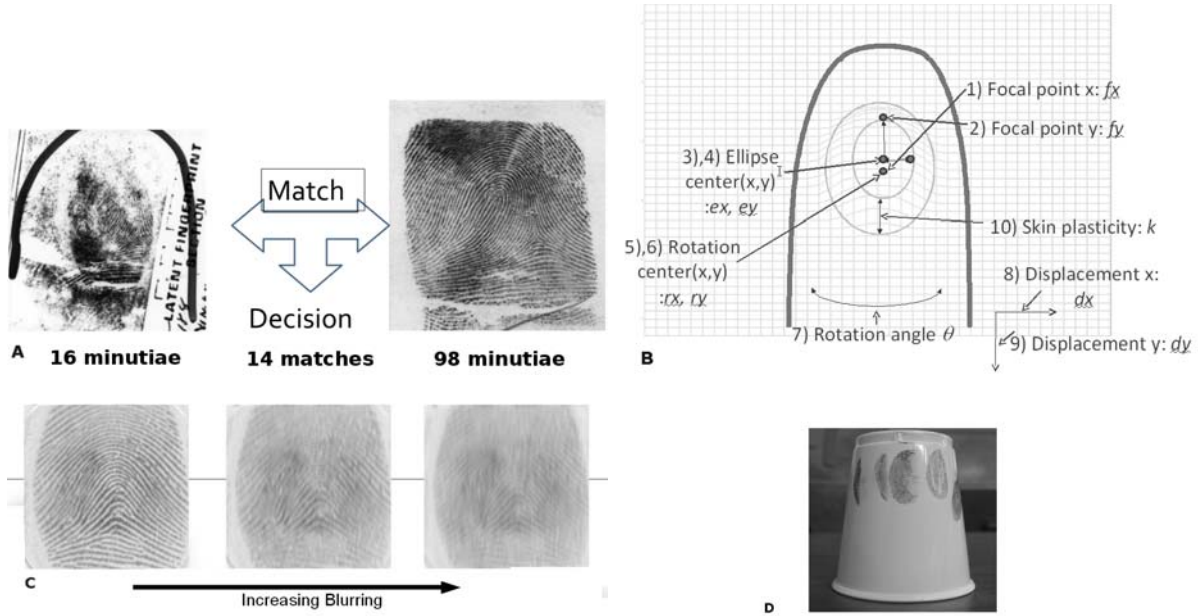 LATENT FINGERPRINT
SECTION
Match
Decision
A
16 minutiae
14 matches
98 minutiae
1) Focal point x: fx
2) Focal point y: fy
3),4) Ellipse
center(x,y)
:ex, ey
5),6) Rotation
center(x,y)
:rx, ry
10) Skin plasticity: k
8) Displacement x:
dx
7) Rotation angle θ
9) Displacement y: dy
B
C
Increasing Blurring
D